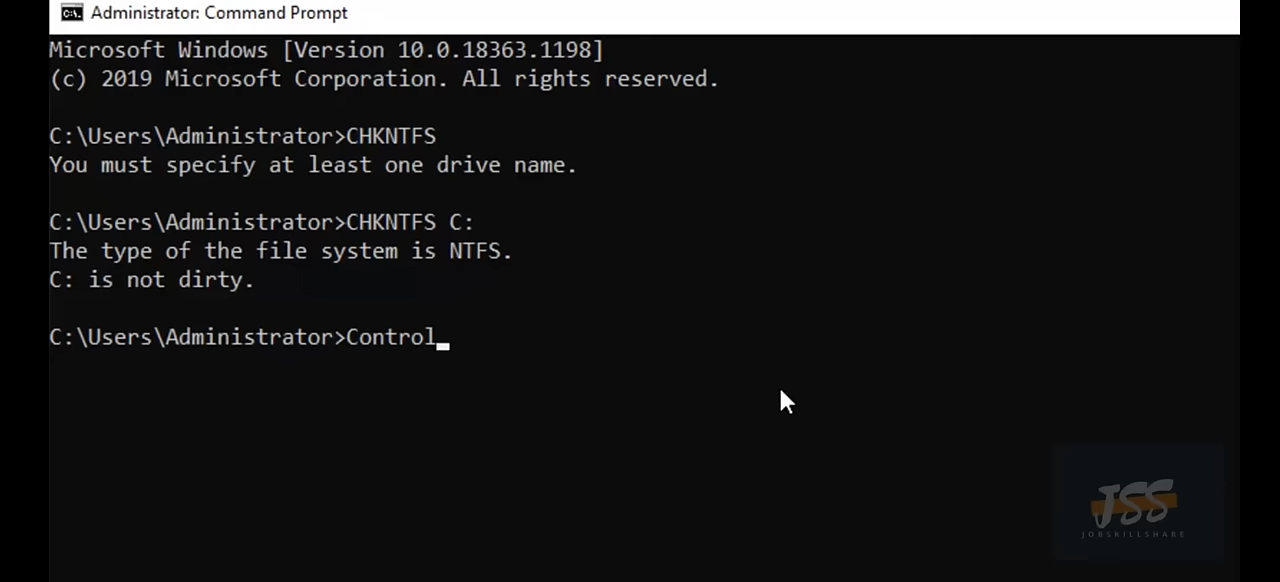 Administrator: Command Prompt
Microsoft Windows [Version 10.0.18363.1198]
(c) 2019 Microsoft Corporation. All rights reserved.
C:\Users\Administrator>CHKNTFS
You must specify at least one drive name.
C:\Users\Administrator>CHKNTFS C:
The type of the file system is NTFS.
C: is not dirty.
C:\Users\Administrator>Control
JSS
JOBSKILLSHARE